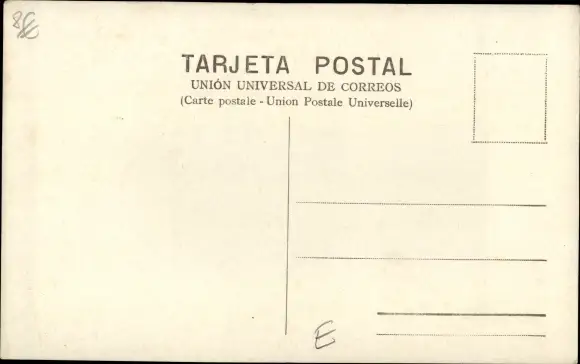 TARJETA POSTAL
UNIÓN UNIVERSAL DE CORREOS
(Carte postale - Union Postale Universelle)
E